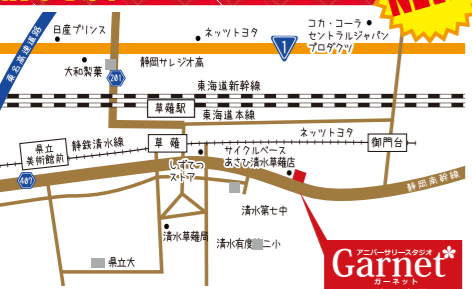 NEW
日産プリンス
東名高速道路
ネッツトヨタ
コカ・コーラ
セントラルジャパン
プロダクツ
1
大和製菓
201
静岡サレジオ高
東海道新幹線
草薙駅
東海道本線
ネッツトヨタ
県立
美術館前
静鉄清水線
草薙
サイクルベース
あさひ清水草薙店
御門台
しずてつ
ストア
407
静岡南幹線
清水第七中
清水草薙局
清水有度第二小
県立大
アニバーサリースタジオ
Garnet
ガーネット